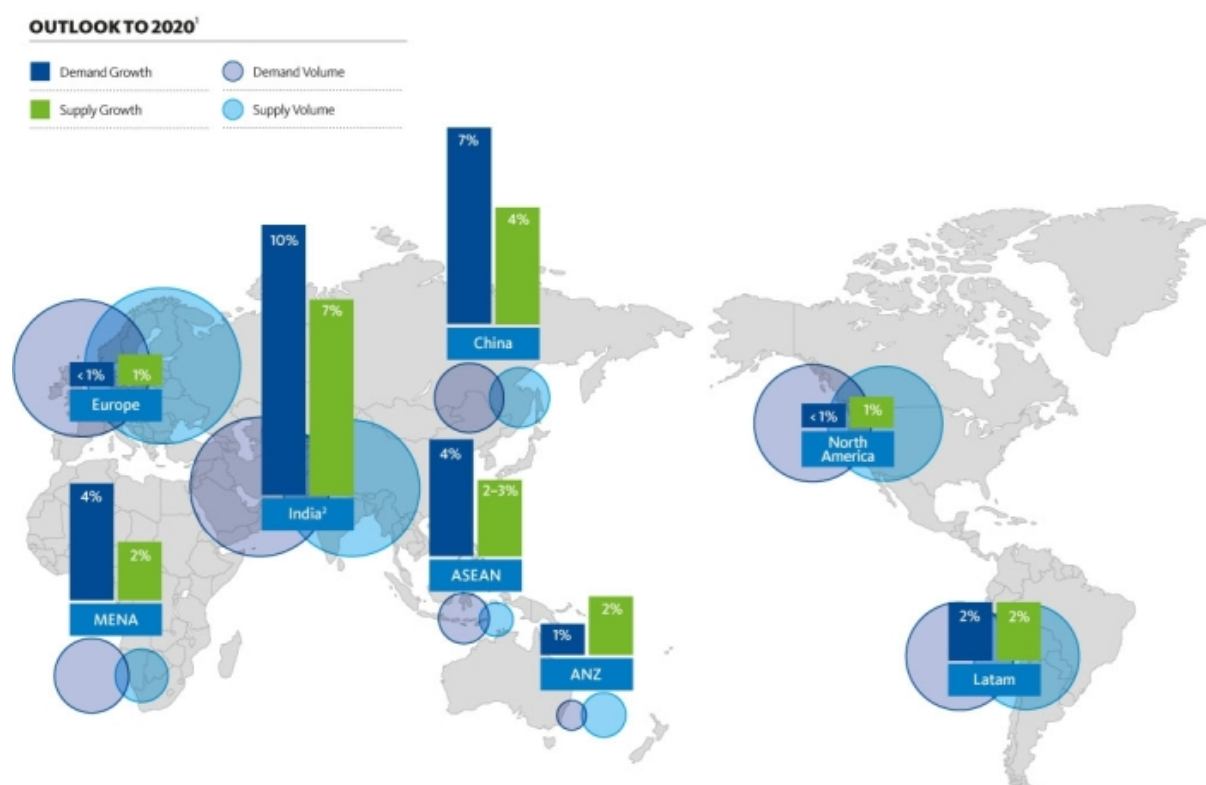 OUTLOOK TO 2020¹
Demand Growth
Demand Volume
Supply Growth
Supply Volume
7%
4%
China
10%
7%
India²
<1%
1%
Europe
4%
2%
MENA
4%
2–3%
ASEAN
1%
2%
ANZ
<1%
1%
North
America
2%
2%
Latam